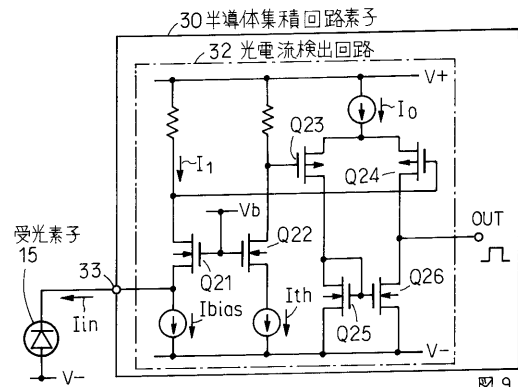 30 半導体集積回路素子
32 光電流検出回路
V+
I0
Q23
I1
Q24
Vb
OUT
受光素子
15
33
Q22
Q21
Q26
Iin
Ibias
Ith
Q25
V-
V-
図9